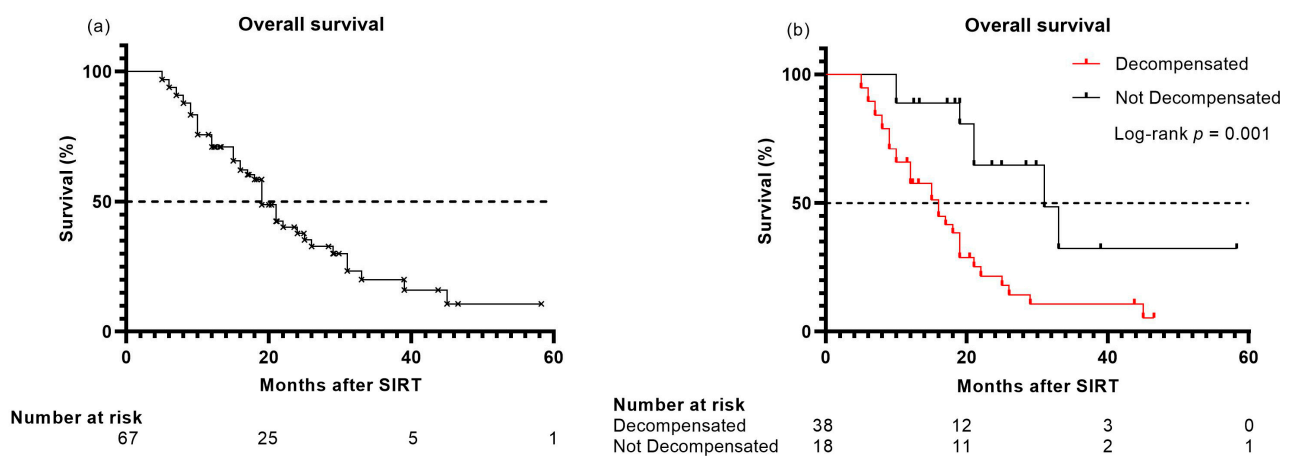 (a)
Overall survival
100
50
0
Survival (%)
0 20 40 60
Months after SIRT
Number at risk
67 25 5 1
(b)
Overall survival
Decompensated
Not Decompensated
Log-rank p = 0.001
100
50
0
Survival (%)
0 20 40 60
Months after SIRT
Number at risk
Decompensated 38 12 3 0
Not Decompensated 18 11 2 1